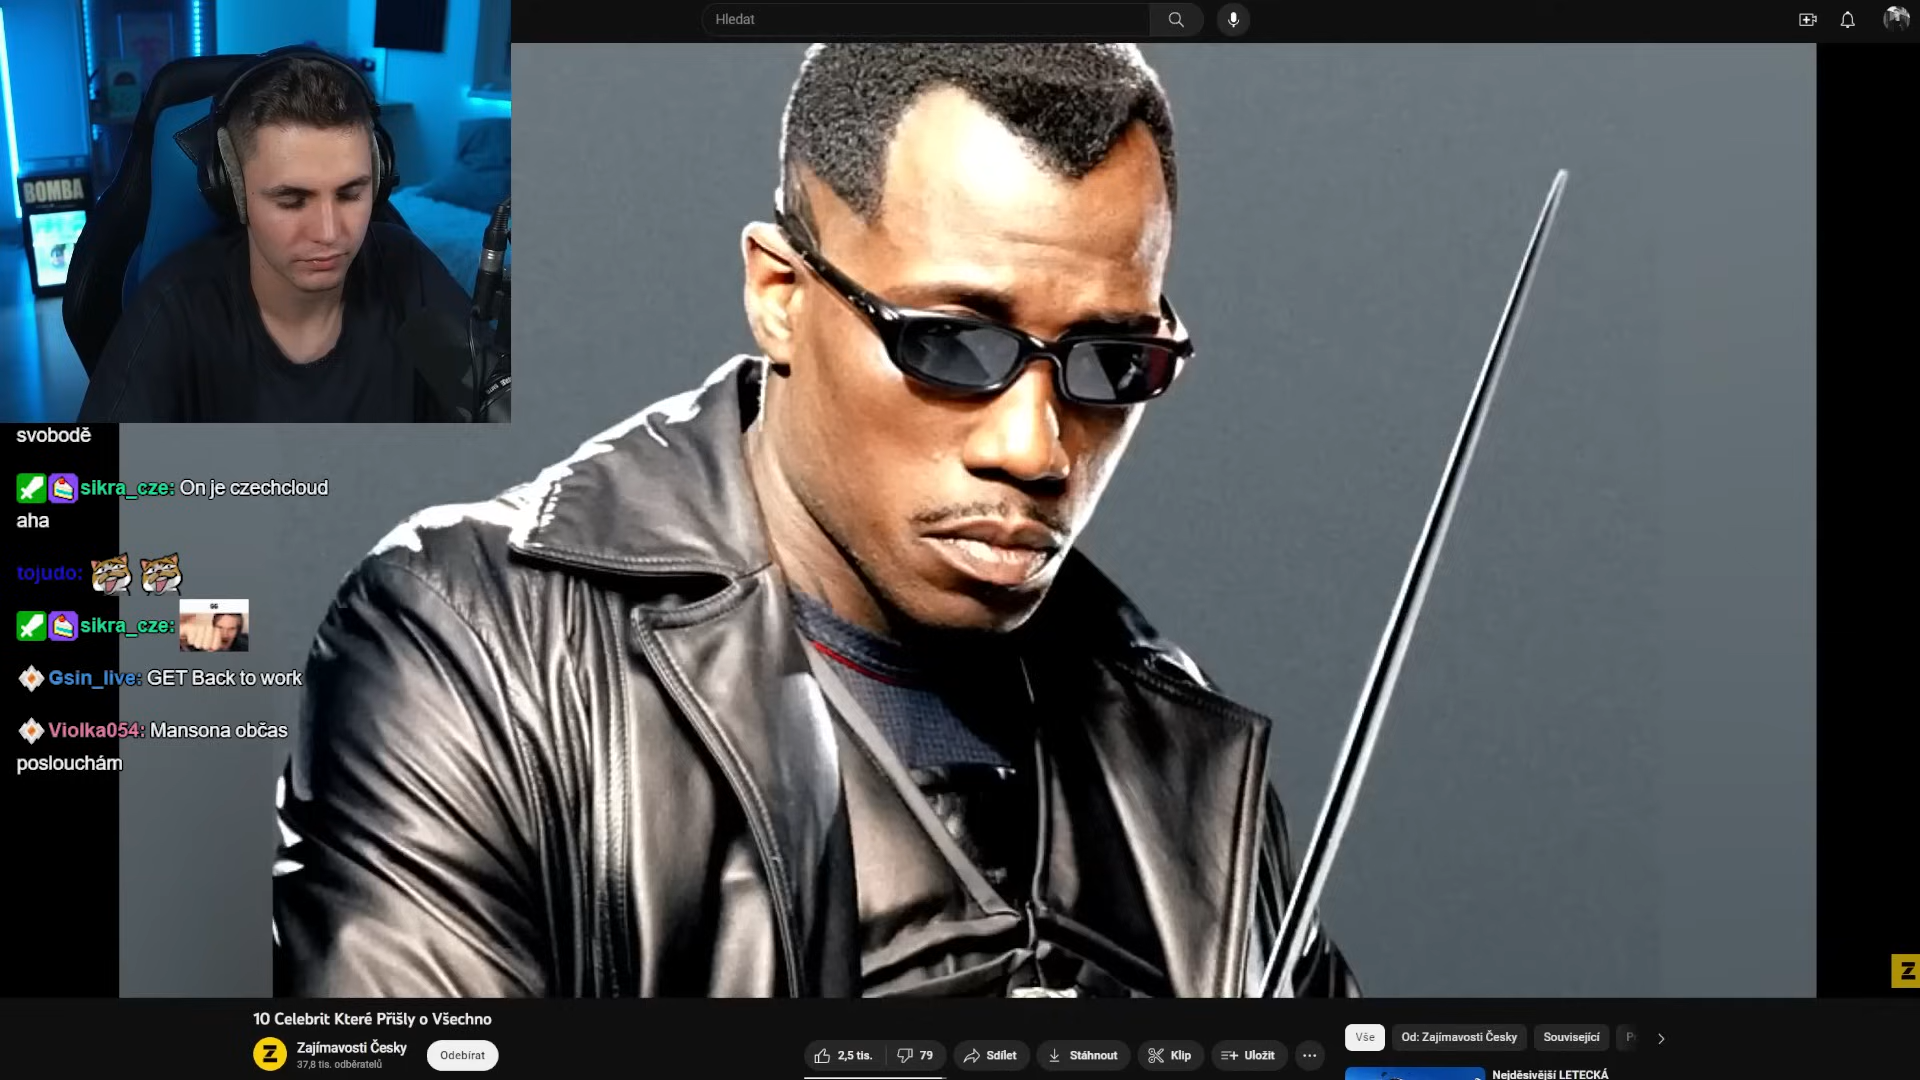 Hledat
BOMBA
svobodě
sikra_cze: On je czechcloud
aha
tojudo:
sikra_cze:
GG
Gsin_live: GET Back to work
Violka054: Mansona občas
poslouchám
Z
10 Celebrit Které Přišly o Všechno
Z
Zajímavosti Česky
37,8 tis. odběratelů
Odebírat
2,5 tis.
79
Sdílet
Stáhnout
Klip
Uložit
Vše
Od: Zajímavosti Česky
Související
Nejděsivější LETECKÁ